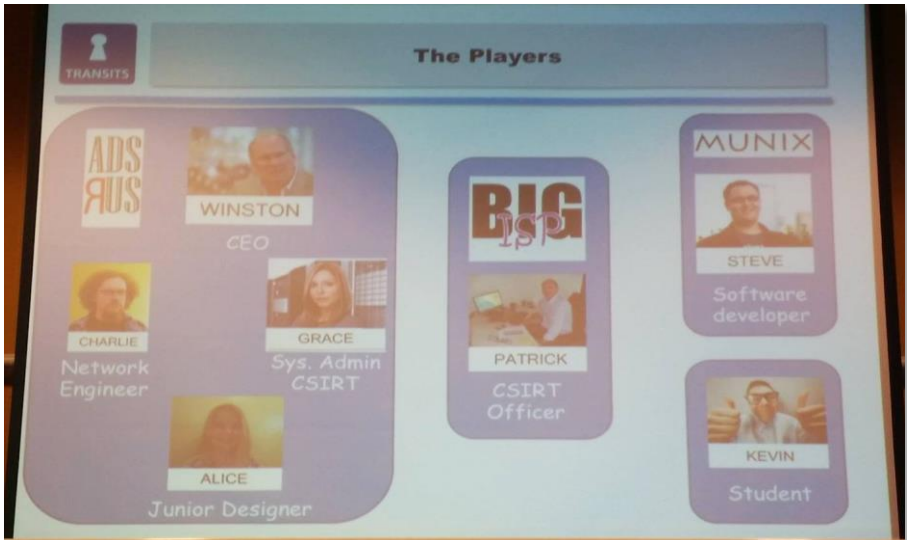 TRANSITS
The Players
ADS
ЯUS
WINSTON
CEO
CHARLIE
Network
Engineer
GRACE
Sys. Admin
CSIRT
ALICE
Junior Designer
BIG
ISP
PATRICK
CSIRT
Officer
MUNIX
STEVE
Software
developer
KEVIN
Student